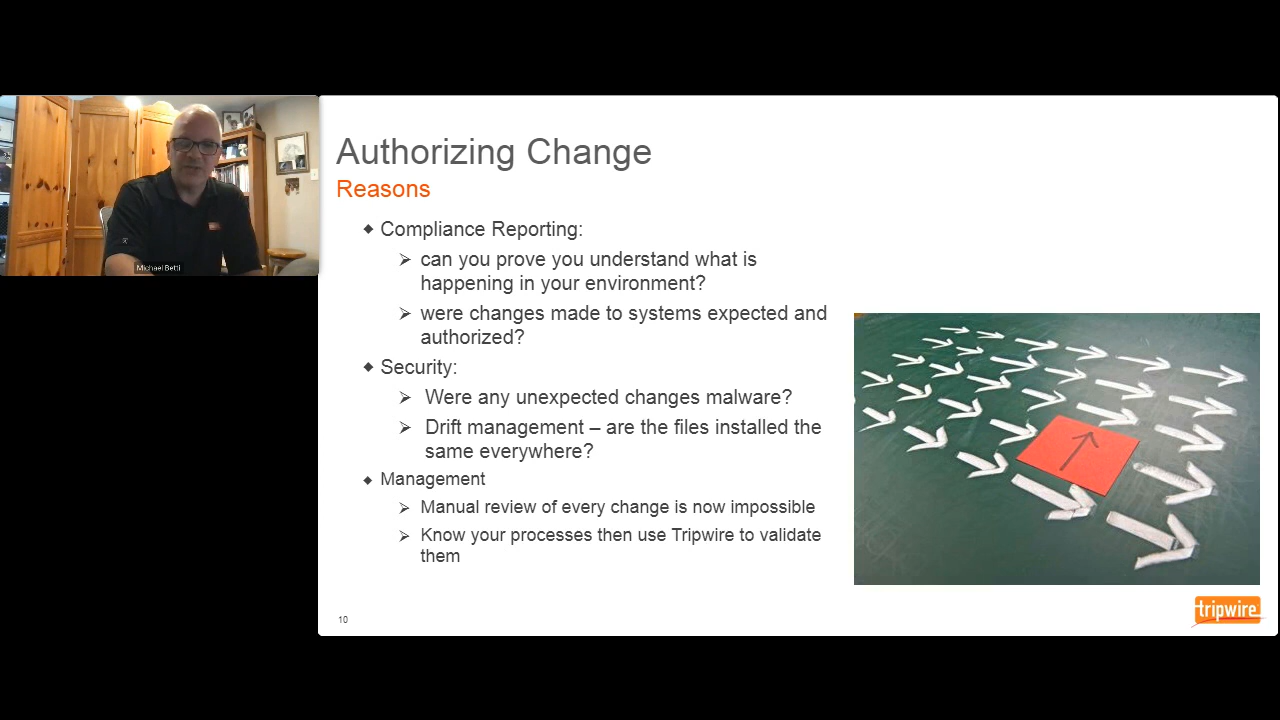 Michael Betti
Authorizing Change
Reasons
Compliance Reporting:
can you prove you understand what is
happening in your environment?
were changes made to systems expected and
authorized?
Security:
Were any unexpected changes malware?
Drift management – are the files installed the
same everywhere?
Management
Manual review of every change is now impossible
Know your processes then use Tripwire to validate
them
10
tripwire